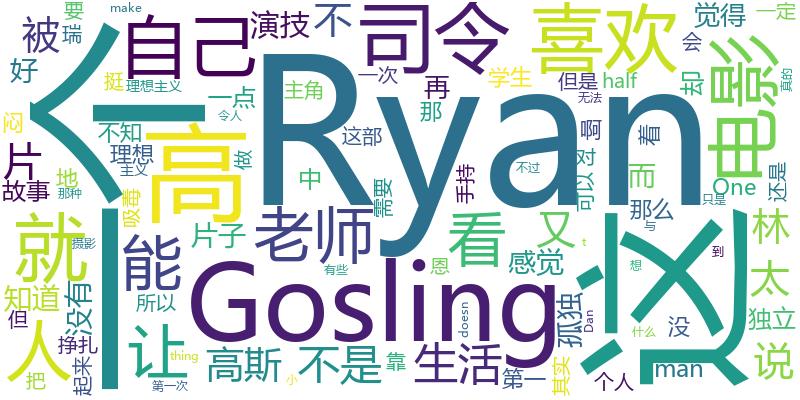 make
要
瑞
被
好
自己
演技
不
司令
喜欢
觉得
一定
会
电影
个
挺
理想主义
一点
主角
一次
再
那
学生
但是
half
却
无法
真的
闷
片
不知
理想
主义
高
令人
Ryan
这部
啊
着
故事
地
吸毒
做
中
需要
手持
可以
对
而
One
还是
那种
不过
只是
就
摄影
能
片子
老师
有些
看
又
那么
与
林
知道
没有
所以
恩
感觉
t
想
这
到
太
但
人
挣扎
让
Gosling
doesn
孤独
Dan
没
什么
独立
把
起来
thing
高斯
不是
靠
生活
第一
其实
个人
man
说
第一次
小